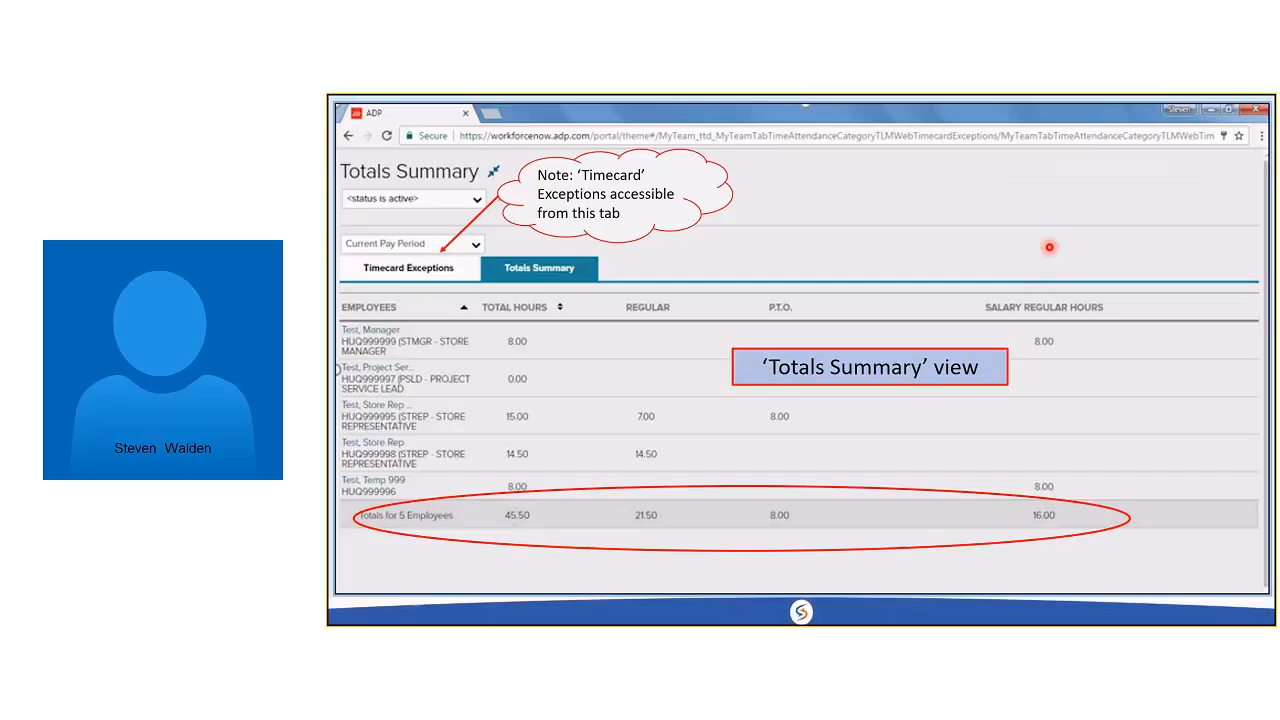 ADP
Steven
Secure https://workforcenow.adp.com/portal/theme#/MyTeam_ttd_MyTeamTabTimeAttendanceCategoryTLMWebTimecardExceptions/MyTeamTabTimeAttendanceCategoryTLMWebTim
Totals Summary
<status is active>
Note: ‘Timecard’
Exceptions accessible
from this tab
Current Pay Period
Timecard Exceptions Totals Summary
EMPLOYEES TOTAL HOURS REGULAR P.T.O. SALARY REGULAR HOURS
Test, Manager
HUQ999999 (STMGR - STORE 8.00 8.00
MANAGER
‘Totals Summary’ view
Test, Project Ser...
HUQ999997 (PSLD - PROJECT 0.00
SERVICE LEAD
Test, Store Rep ...
HUQ999995 (STREP - STORE 15.00 7.00 8.00
REPRESENTATIVE
Test, Store Rep
HUQ999998 (STREP - STORE 14.50 14.50
REPRESENTATIVE
Test, Temp 999
HUQ999996 8.00 8.00
Totals for 5 Employees 45.50 21.50 8.00 16.00
Steven Walden